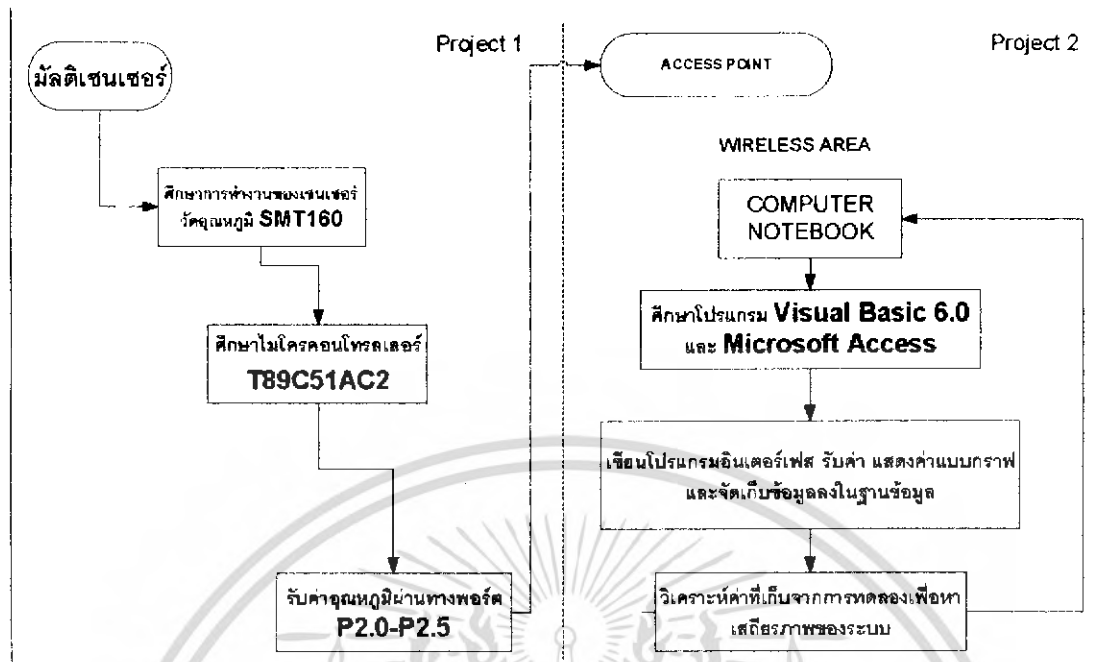 Project 1
มัลติเซนเซอร์
ศึกษาการทำงานของเซนเซอร์
วัดอุณหภูมิ SMT160
ศึกษาไมโครคอนโทรลเลอร์
T89C51AC2
รับค่าอุณหภูมิผ่านทางพอร์ต
P2.0-P2.5
Project 2
ACCESS POINT
WIRELESS AREA
COMPUTER
NOTEBOOK
ศึกษาโปรแกรม Visual Basic 6.0
และ Microsoft Access
เขียนโปรแกรมอินเตอร์เฟส รับค่า แสดงค่าแบบกราฟ
และจัดเก็บข้อมูลลงในฐานข้อมูล
วิเคราะห์ค่าที่เก็บจากการทดลองเพื่อหา
เสถียรภาพของระบบ